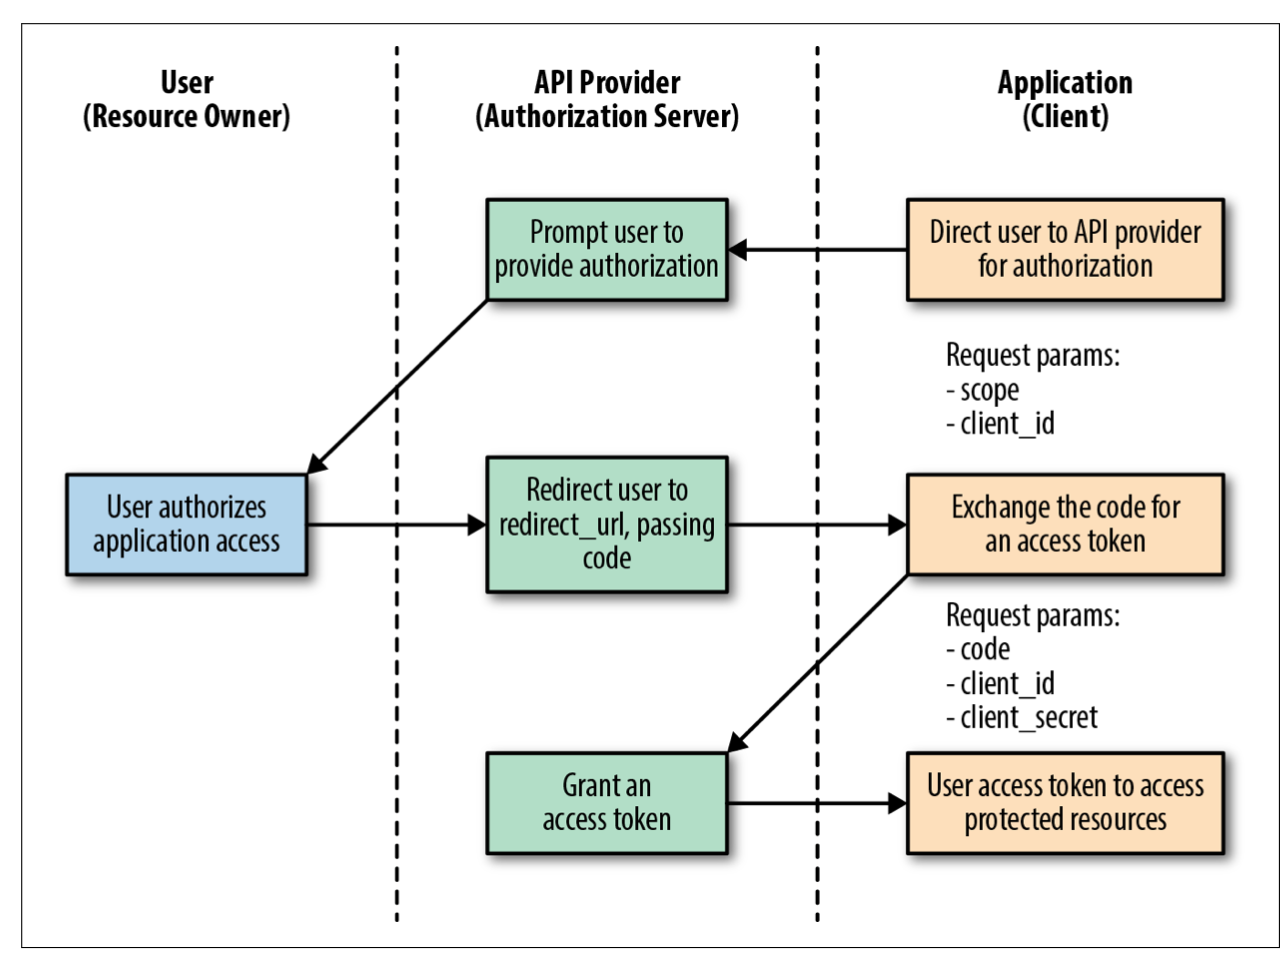 User
(Resource Owner)
API Provider
(Authorization Server)
Application
(Client)
Prompt user to
provide authorization
Direct user to API provider
for authorization
Request params:
- scope
- client_id
User authorizes
application access
Redirect user to
redirect_url, passing
code
Exchange the code for
an access token
Request params:
- code
- client_id
- client_secret
Grant an
access token
User access token to access
protected resources